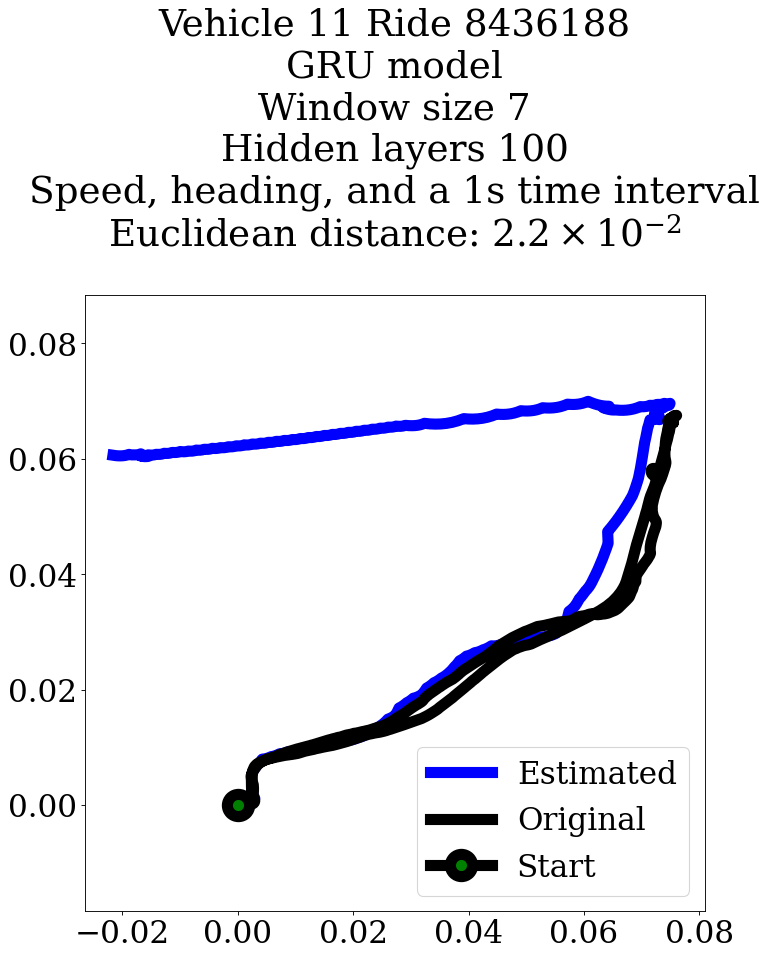 Vehicle 11 Ride 8436188
GRU model
Window size 7
Hidden layers 100
Speed, heading, and a 1s time interval
Euclidean distance: 2.2 × 10⁻²
0.08
0.06
0.04
0.02
0.00
Estimated
Original
Start
−0.02 0.00 0.02 0.04 0.06 0.08